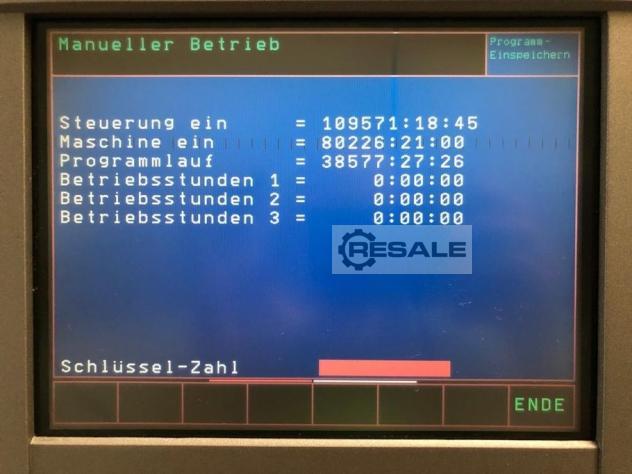 Manueller Betrieb
Programm-
Einspeichern
Steuerung ein = 109571:18:45
Maschine ein = 80226:21:00
Programmlauf = 38577:27:26
Betriebsstunden 1 = 0:00:00
Betriebsstunden 2 = 0:00:00
Betriebsstunden 3 = 0:00:00
RESALE
Schlüssel-Zahl
ENDE